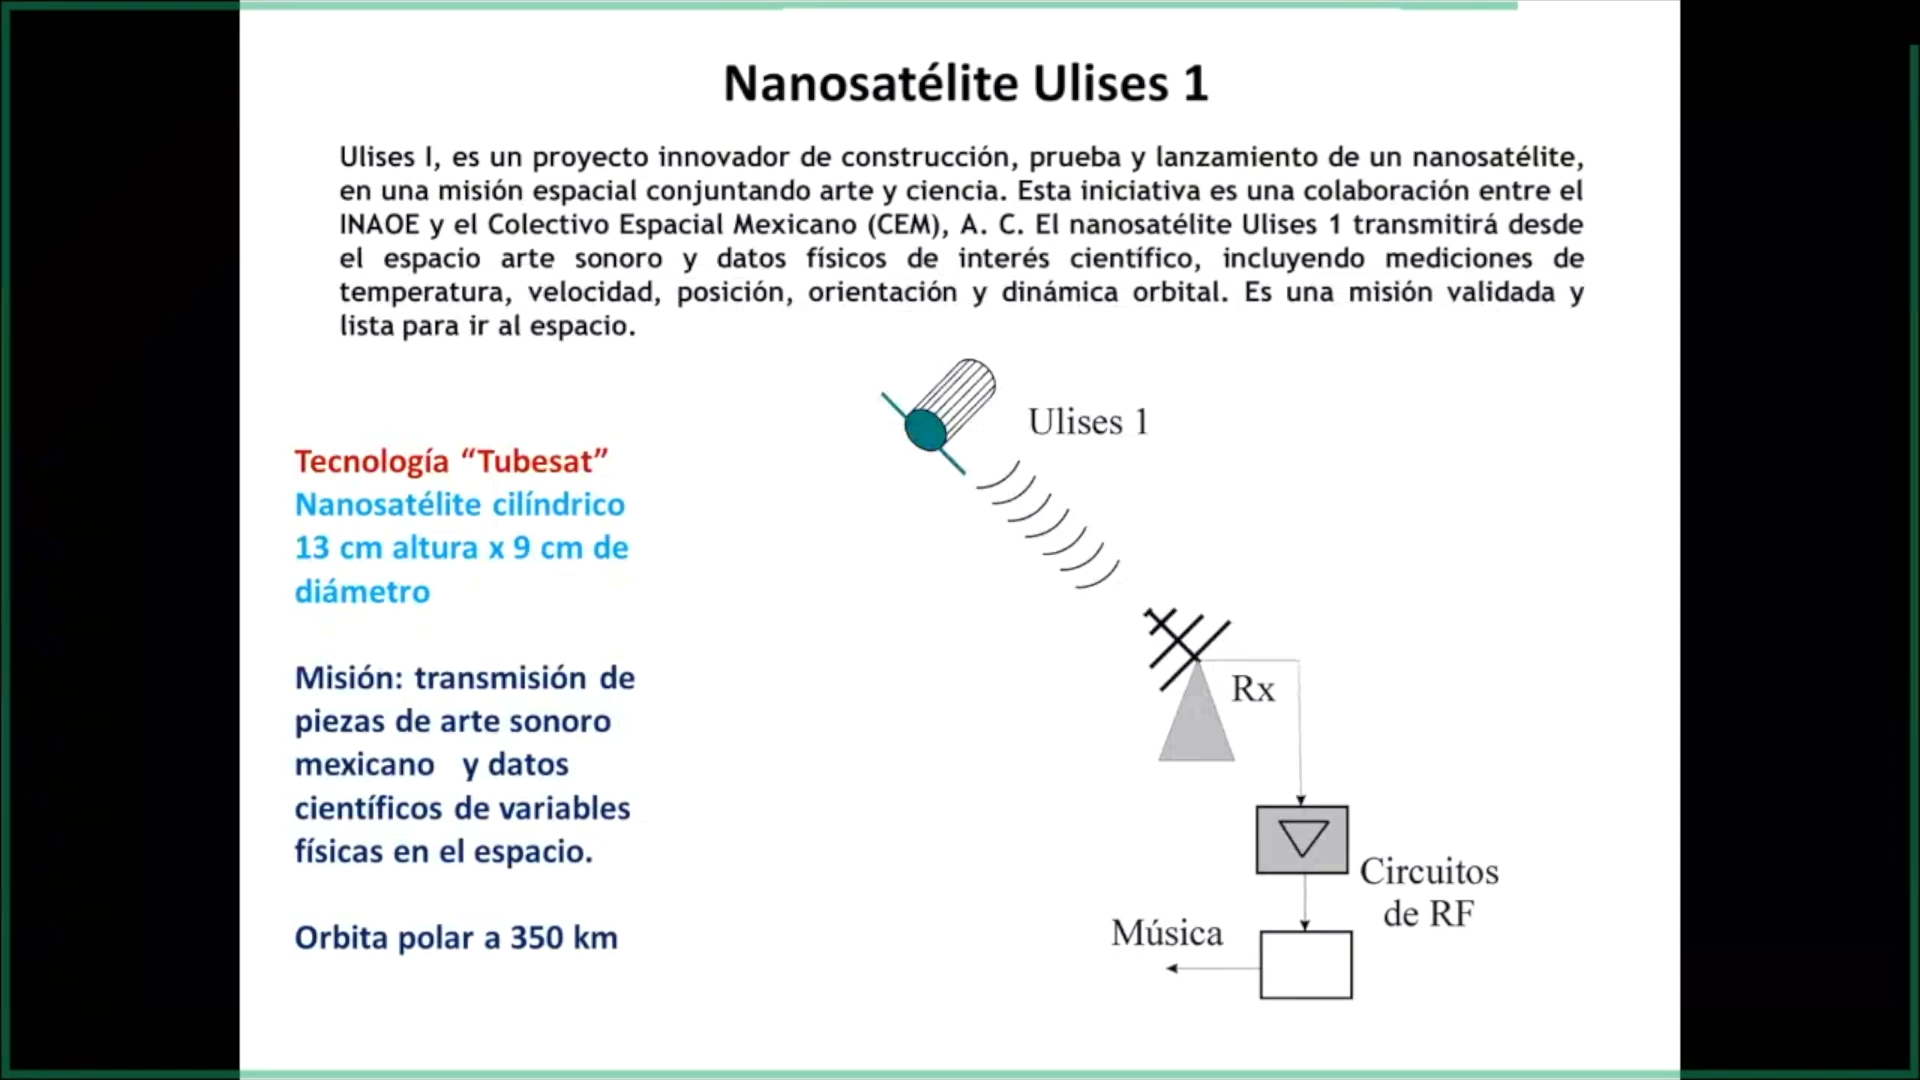 Nanosatélite Ulises 1
Ulises I, es un proyecto innovador de construcción, prueba y lanzamiento de un nanosatélite,
en una misión espacial conjuntando arte y ciencia. Esta iniciativa es una colaboración entre el
INAOE y el Colectivo Espacial Mexicano (CEM), A. C. El nanosatélite Ulises 1 transmitirá desde
el espacio arte sonoro y datos físicos de interés científico, incluyendo mediciones de
temperatura, velocidad, posición, orientación y dinámica orbital. Es una misión validada y
lista para ir al espacio.
Tecnología “Tubesat”
Nanosatélite cilíndrico
13 cm altura x 9 cm de
diámetro
Misión: transmisión de
piezas de arte sonoro
mexicano y datos
científicos de variables
físicas en el espacio.
Orbita polar a 350 km
Ulises 1
Rx
Circuitos
de RF
Música